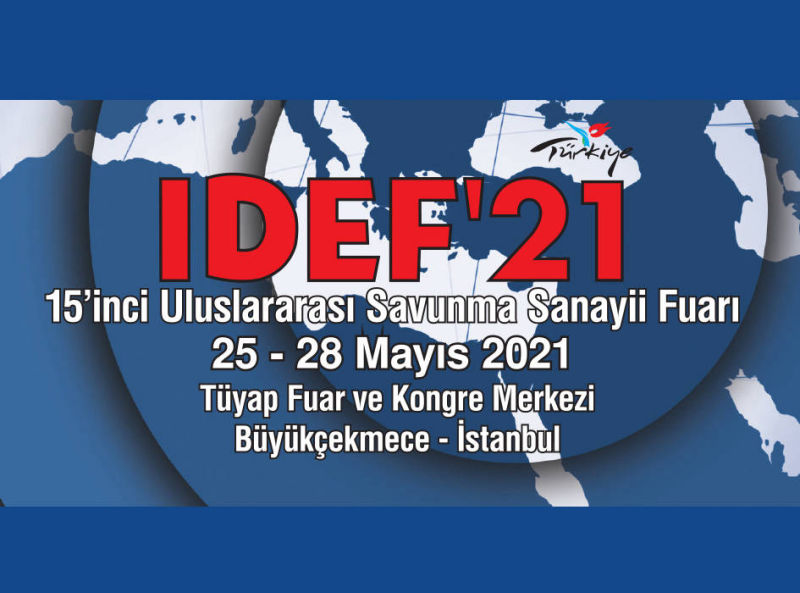 Türkiye
IDEF'21
15'inci Uluslararası Savunma Sanayii Fuarı
25 - 28 Mayıs 2021
Tüyap Fuar ve Kongre Merkezi
Büyükçekmece - İstanbul